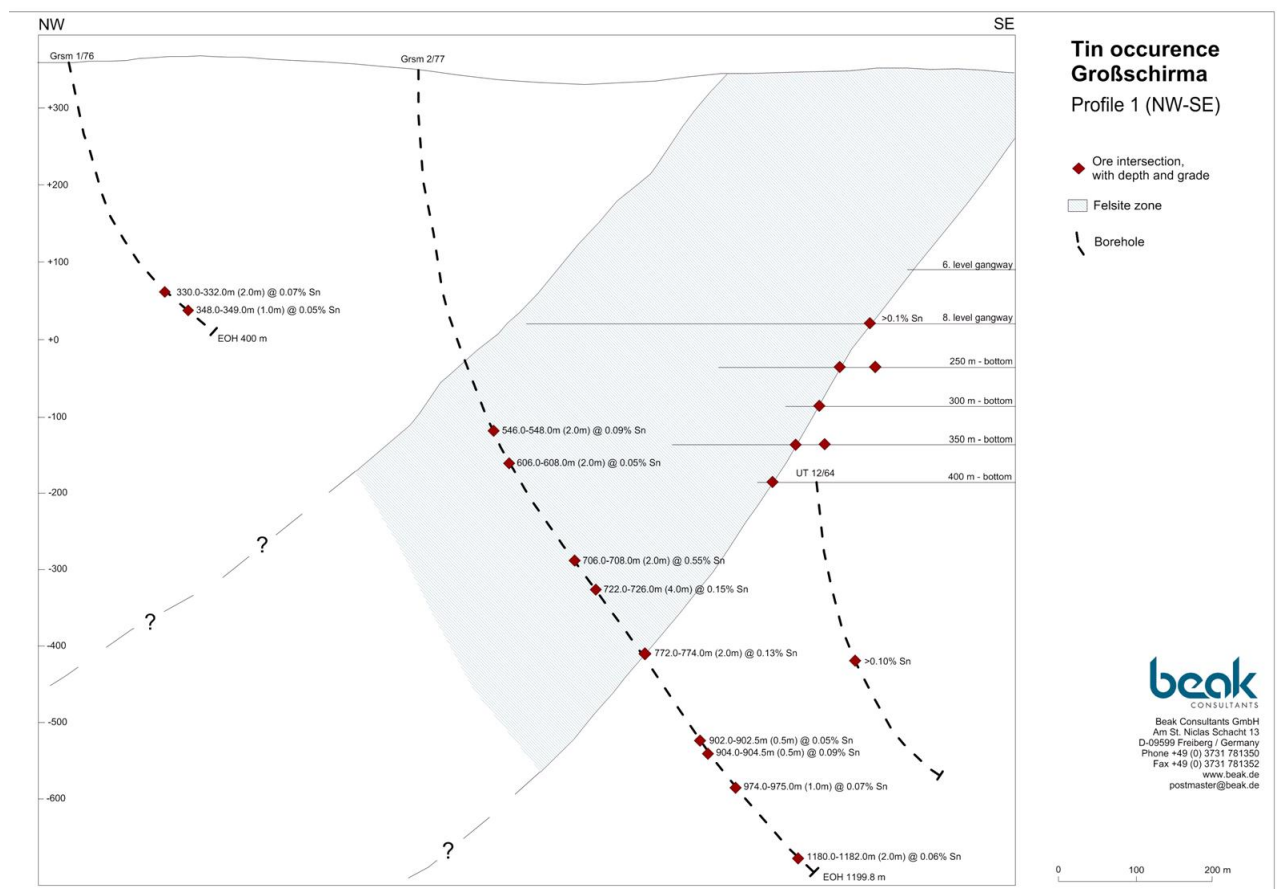 NW
SE
Grsm 1/76
Grsm 2/77
+300
+200
+100
+0
-100
-200
-300
-400
-500
-600
330.0-332.0m (2.0m) @ 0.07% Sn
348.0-349.0m (1.0m) @ 0.05% Sn
EOH 400 m
546.0-548.0m (2.0m) @ 0.09% Sn
606.0-608.0m (2.0m) @ 0.05% Sn
706.0-708.0m (2.0m) @ 0.55% Sn
722.0-726.0m (4.0m) @ 0.15% Sn
772.0-774.0m (2.0m) @ 0.13% Sn
902.0-902.5m (0.5m) @ 0.05% Sn
904.0-904.5m (0.5m) @ 0.09% Sn
974.0-975.0m (1.0m) @ 0.07% Sn
1180.0-1182.0m (2.0m) @ 0.06% Sn
EOH 1199.8 m
6. level gangway
>0.1% Sn
8. level gangway
250 m - bottom
300 m - bottom
350 m - bottom
UT 12/64
400 m - bottom
>0.10% Sn
?
?
?
Tin occurence
Großschirma
Profile 1 (NW-SE)
Ore intersection,
with depth and grade
Felsite zone
Borehole
beak
CONSULTANTS
Beak Consultants GmbH
Am St. Niclas Schacht 13
D-09599 Freiberg / Germany
Phone +49 (0) 3731 781350
Fax +49 (0) 3731 781352
www.beak.de
postmaster@beak.de
0
100
200 m